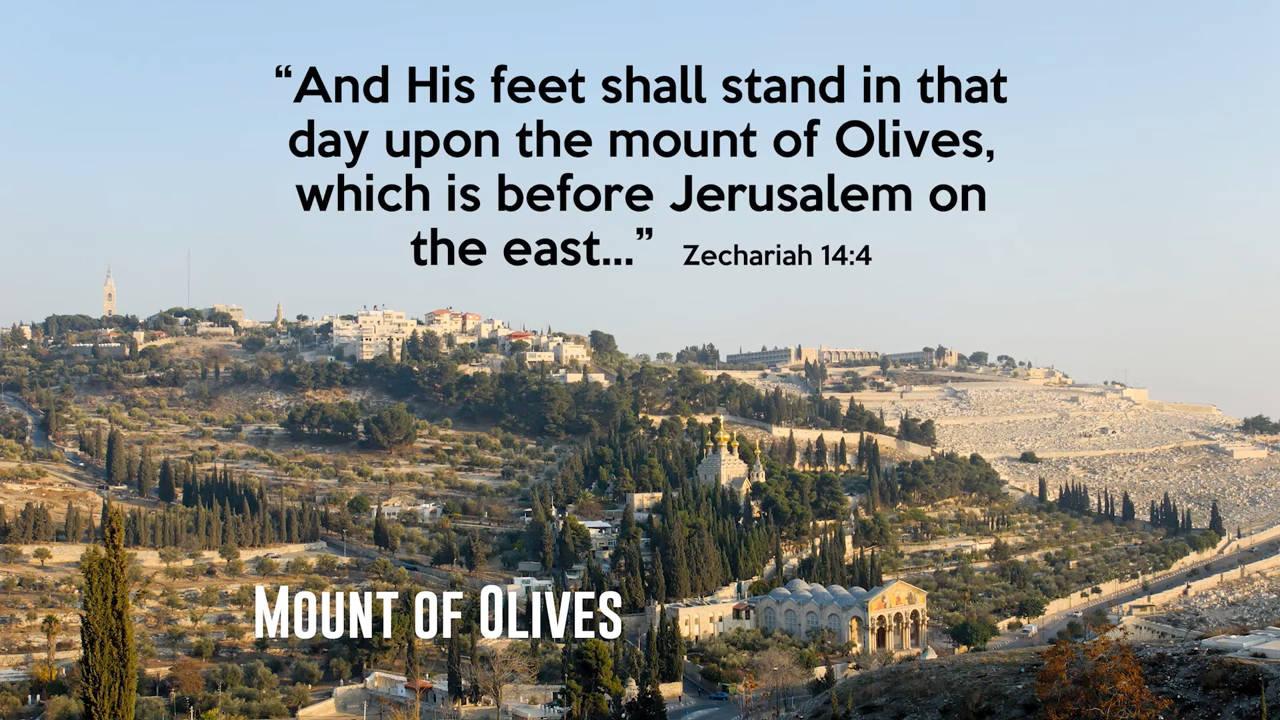 “And His feet shall stand in that
day upon the mount of Olives,
which is before Jerusalem on
the east...” Zechariah 14:4
Mount of Olives